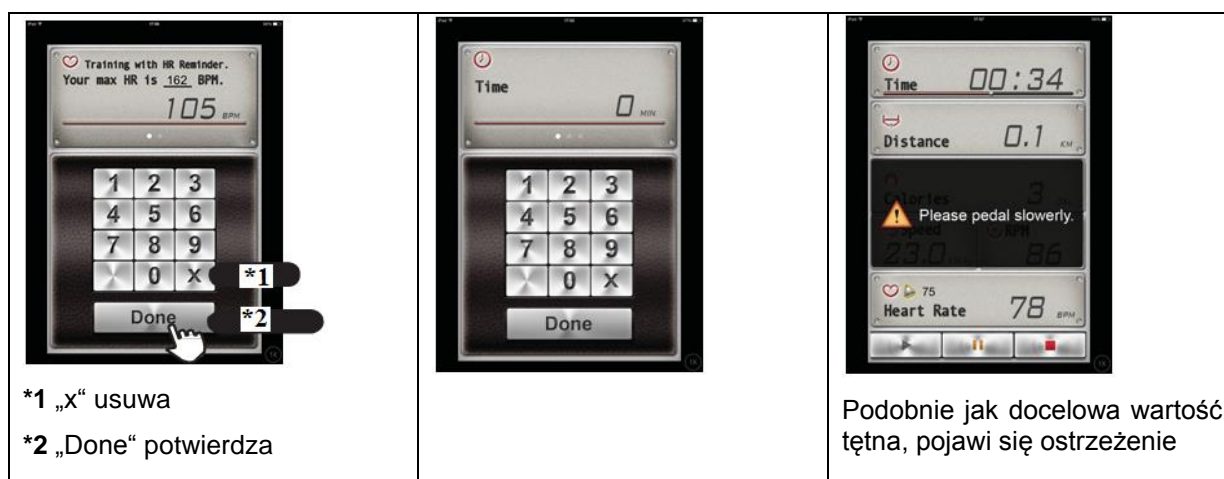 Training with HR Reminder.
Your max HR is 162 BPM.
105 BPM
1 2 3
4 5 6
7 8 9
0 X
*1
Done
*2
*1 „x“ usuwa
*2 „Done“ potwierdza
Time
0 MIN
1 2 3
4 5 6
7 8 9
0 X
Done
Time 00:34
Distance 0.1 KM
Calories 3
Please pedal slowerly.
Speed RPM
23.0 86
75
Heart Rate 78 BPM
Podobnie jak docelowa wartość
tętna, pojawi się ostrzeżenie